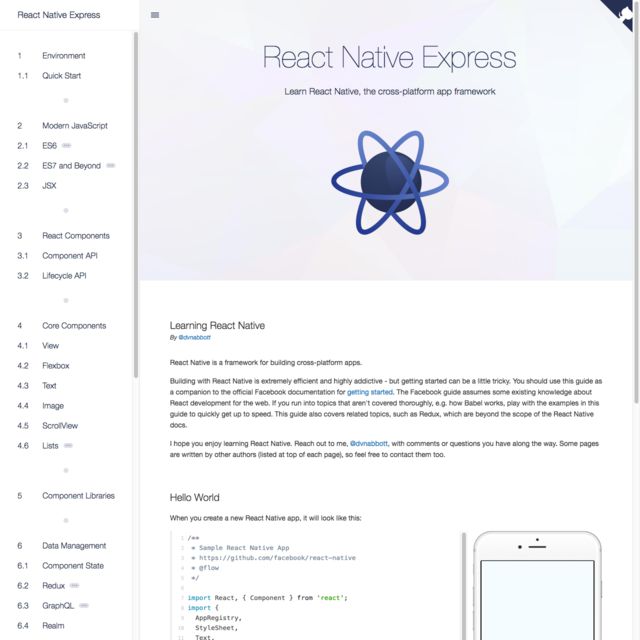 React Native Express
1 Environment
1.1 Quick Start
2 Modern JavaScript
2.1 ES6
2.2 ES7 and Beyond
2.3 JSX
3 React Components
3.1 Component API
3.2 Lifecycle API
4 Core Components
4.1 View
4.2 Flexbox
4.3 Text
4.4 Image
4.5 ScrollView
4.6 Lists
5 Component Libraries
6 Data Management
6.1 Component State
6.2 Redux
6.3 GraphQL
6.4 Realm
React Native Express
Learn React Native, the cross-platform app framework
Learning React Native
By @dvnabbott
React Native is a framework for building cross-platform apps.
Building with React Native is extremely efficient and highly addictive - but getting started can be a little tricky. You should use this guide as
a companion to the official Facebook documentation for getting started. The Facebook guide assumes some existing knowledge about
React development for the web. If you run into topics that aren't covered thoroughly, e.g. how Babel works, play with the examples in this
guide to quickly get up to speed. This guide also covers related topics, such as Redux, which are beyond the scope of the React Native
docs.
I hope you enjoy learning React Native. Reach out to me, @dvnabbott, with comments or questions you have along the way. Some pages
are written by other authors (listed at top of each page), so feel free to contact them too.
Hello World
When you create a new React Native app, it will look like this:
1 /**
2 * Sample React Native App
3 * https://github.com/facebook/react-native
4 * @flow
5 */
6
7 import React, { Component } from 'react';
8 import {
9 AppRegistry,
10 StyleSheet,
11 Text,